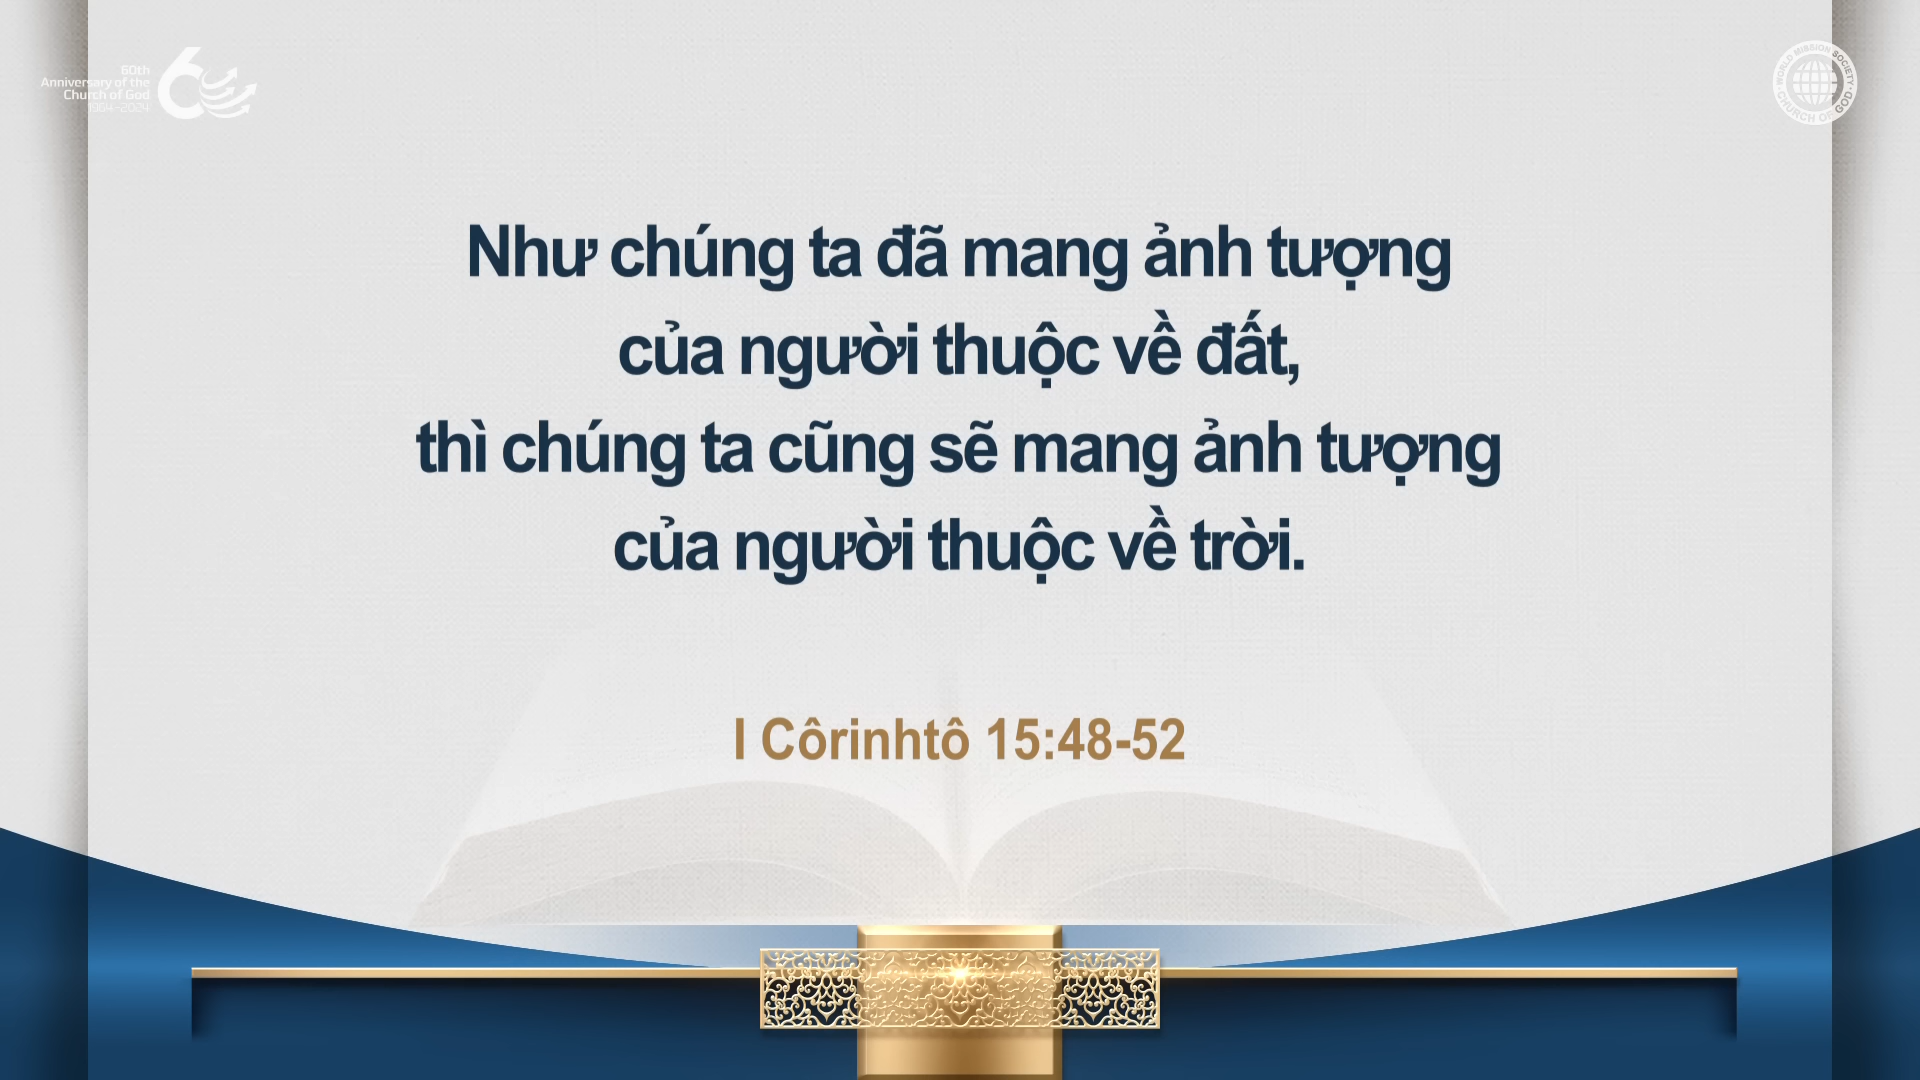 60th
Anniversary of the
Church of God
1964-2024
WORLD MISSION SOCIETY
CHURCH OF GOD
Như chúng ta đã mang ảnh tượng
của người thuộc về đất,
thì chúng ta cũng sẽ mang ảnh tượng
của người thuộc về trời.
I Côrinhtô 15:48-52